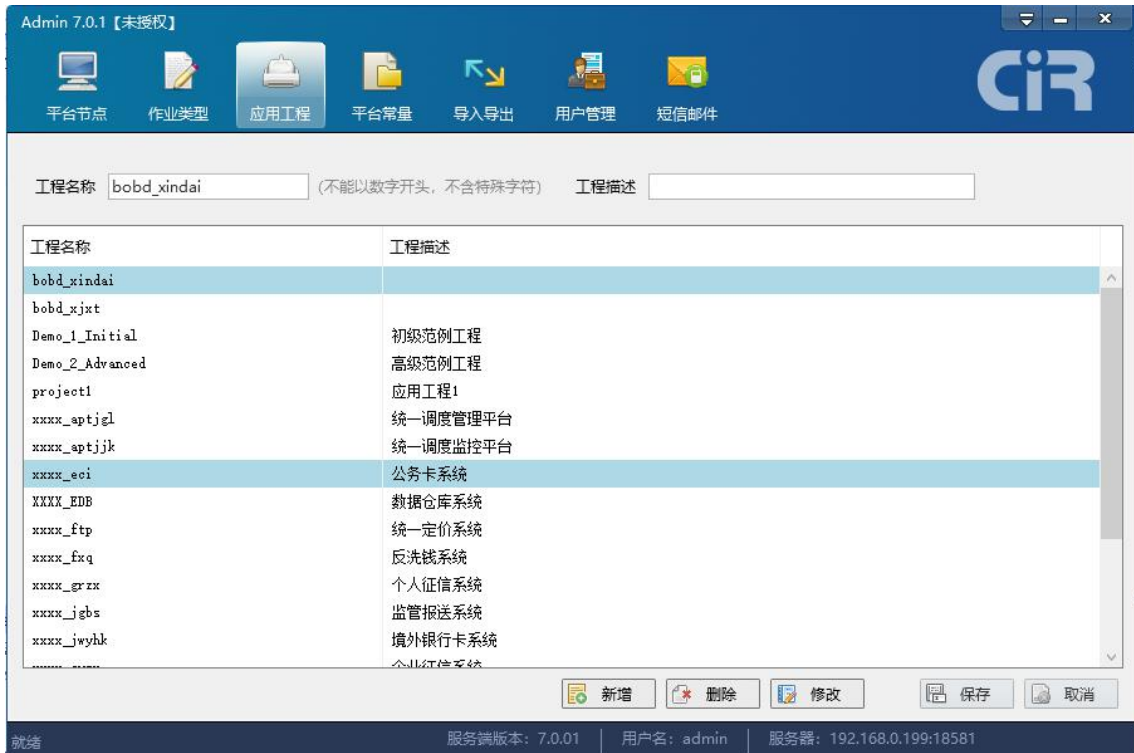 Admin 7.0.1【未授权】
平台节点 作业类型 应用工程 平台常量 导入导出 用户管理 短信邮件
CiR
工程名称 bobd_xindai (不能以数字开头，不含特殊字符) 工程描述
工程名称 工程描述
bobd_xindai
bobd_xjxt
Demo_1_Initial 初级范例工程
Demo_2_Advanced 高级范例工程
project1 应用工程1
xxxx_aptjgl 统一调度管理平台
xxxx_aptjjk 统一调度监控平台
xxxx_eci 公务卡系统
XXXX_EDB 数据仓库系统
xxxx_ftp 统一定价系统
xxxx_fxq 反洗钱系统
xxxx_grzx 个人征信系统
xxxx_jgbs 监管报送系统
xxxx_jwyhk 境外银行卡系统
企业征信系统
新增 删除 修改 保存 取消
就绪 服务端版本：7.0.01 | 用户名：admin | 服务器：192.168.0.199:18581